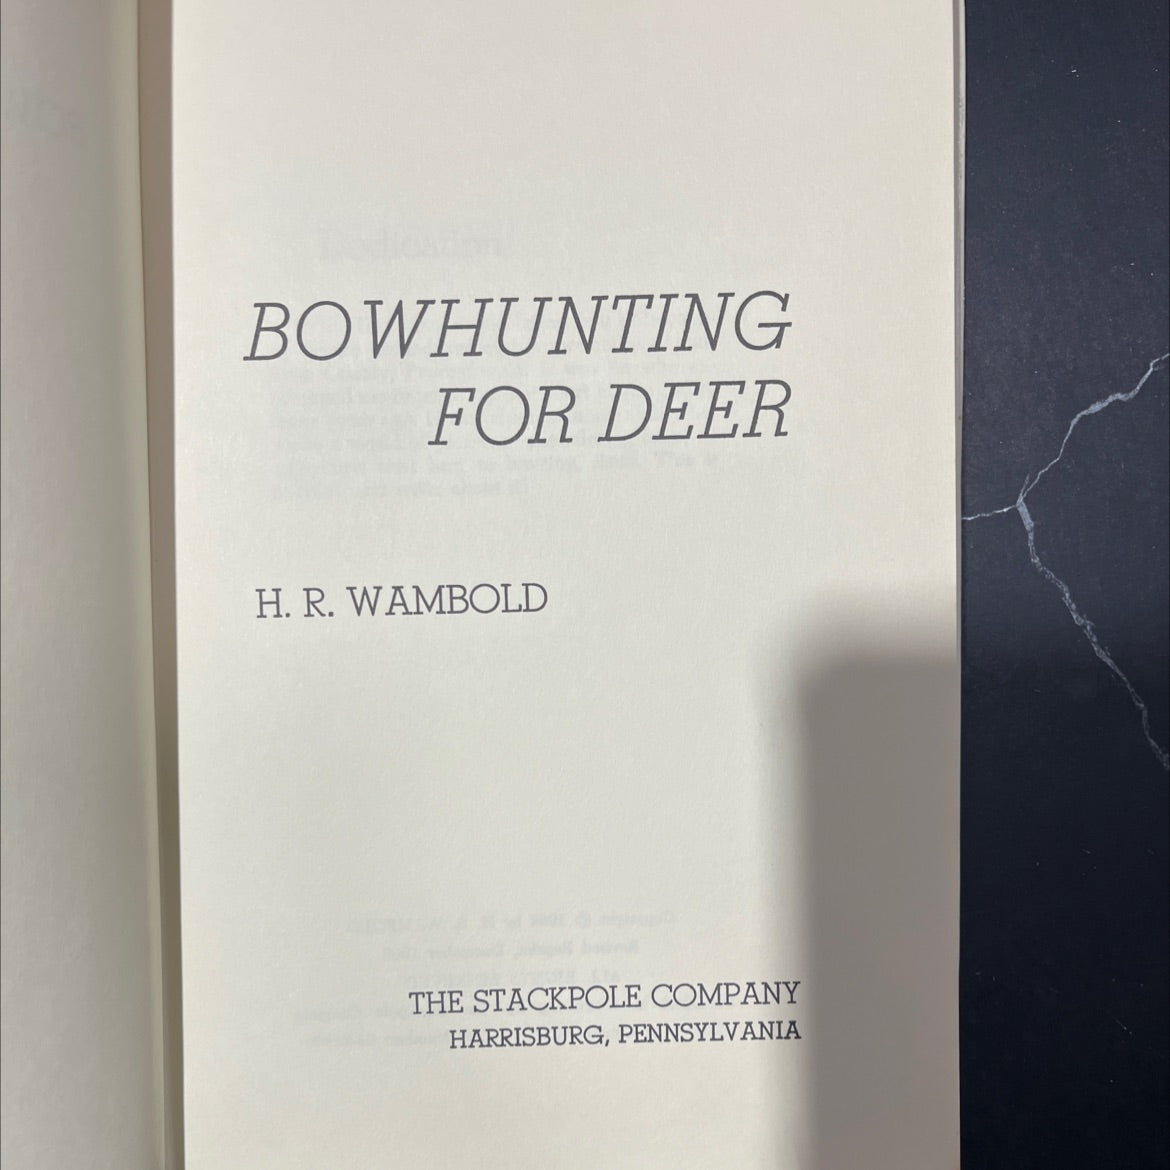 BOWHUNTING
FOR DEER
H. R. WAMBOLD
THE STACKPOLE COMPANY
HARRISBURG, PENNSYLVANIA